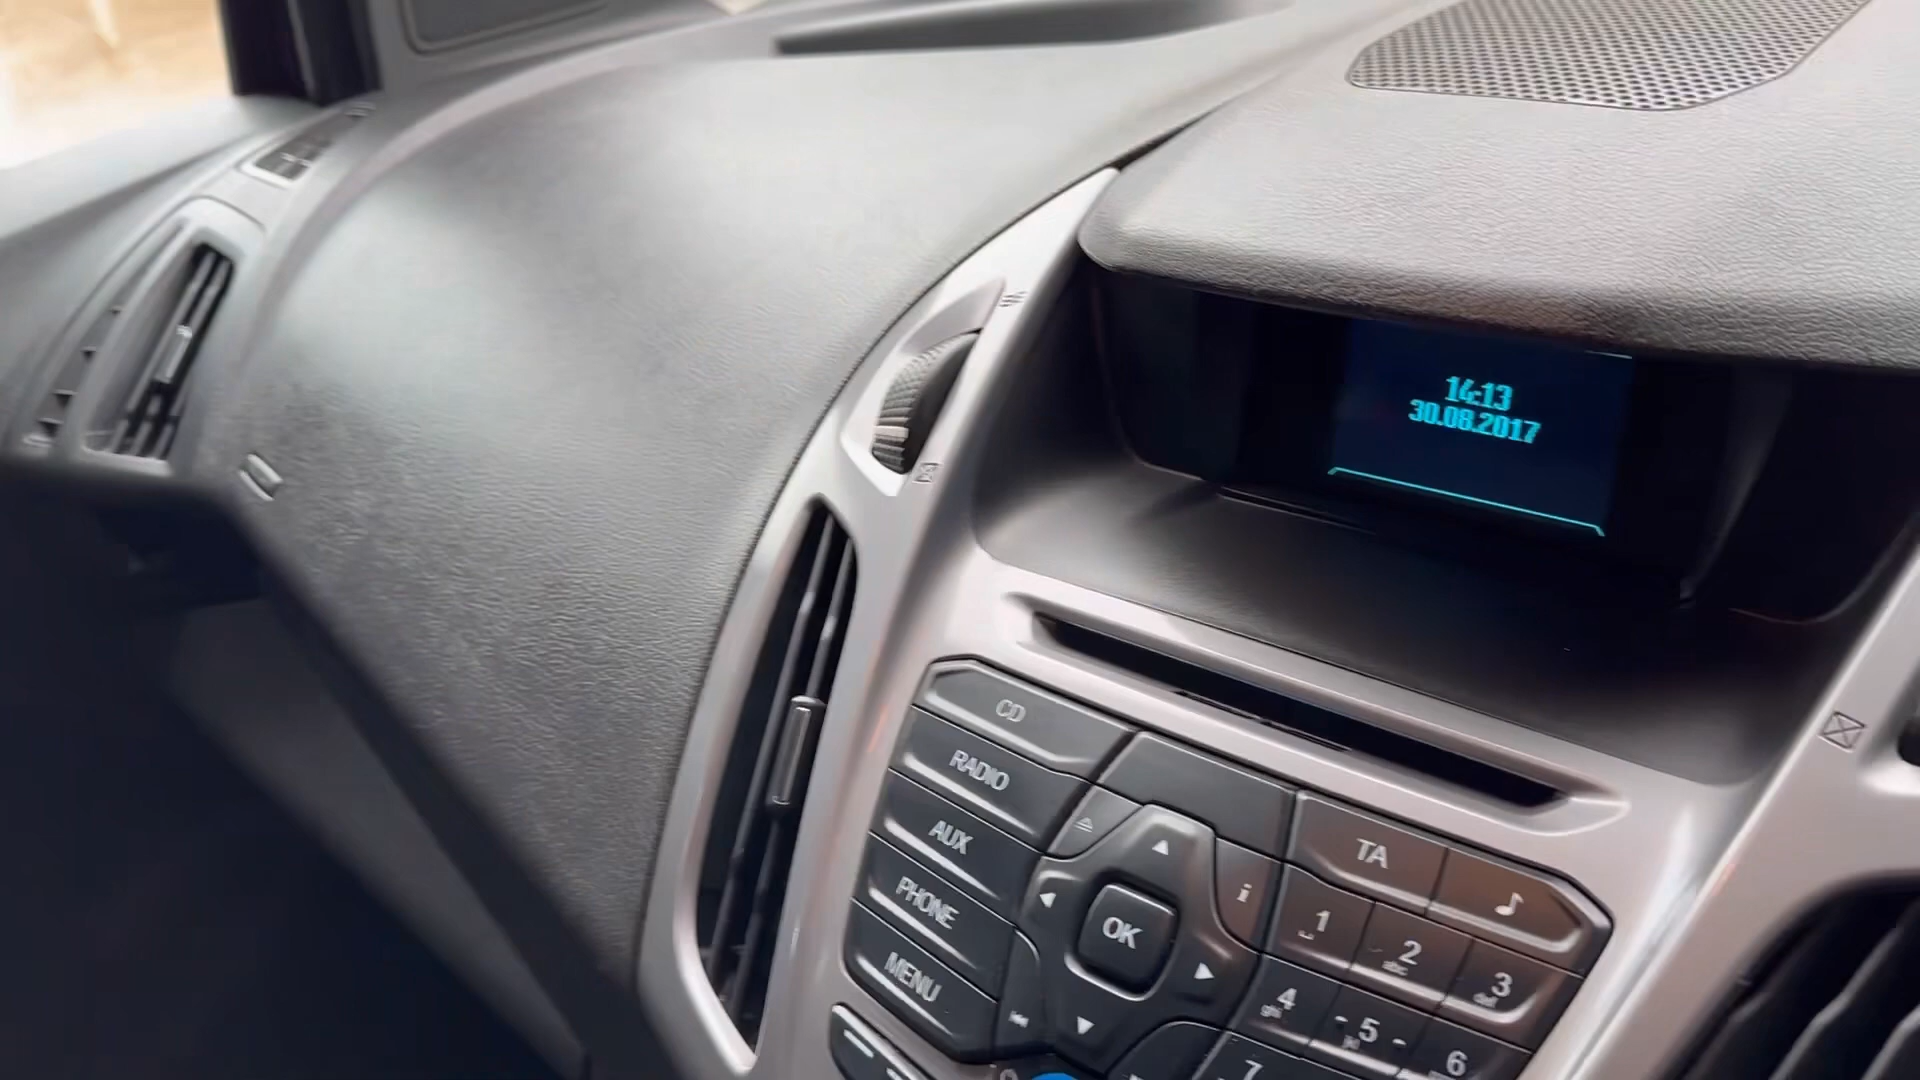 14:13
30.08.2017
CD
RADIO
AUX
PHONE
MENU
OK
i
TA
1
2
abc
3
def
4
ghi
5
6
7